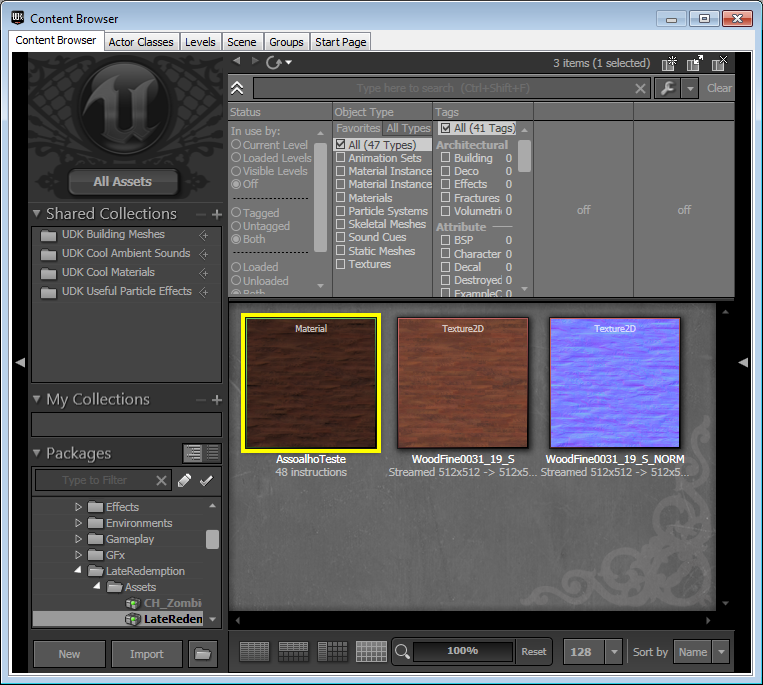 UDK Content Browser
Content Browser Actor Classes Levels Scene Groups Start Page
3 items (1 selected)
Type here to search (Ctrl+Shift+F) Clear
All Assets
Shared Collections
UDK Building Meshes
UDK Cool Ambient Sounds
UDK Cool Materials
UDK Useful Particle Effects
My Collections
Packages
Type to Filter
Effects
Environments
Gameplay
GFx
LateRedemption
Assets
CH_Zombi
LateReden
New Import
Status
In use by:
Current Level
Loaded Levels
Visible Levels
Off
Tagged
Untagged
Both
Loaded
Unloaded
Both
Object Type
Favorites All Types
All (47 Types)
Animation Sets
Material Instance
Material Instance
Materials
Particle Systems
Skeletal Meshes
Sound Cues
Static Meshes
Textures
Tags
All (41 Tags)
Architectural
Building 0
Deco 0
Effects 0
Fractures 0
Volumetri 0
Attribute
BSP 0
Character 0
Decal 0
Destroyed 0
ExampleC 0
off
off
Material
AssoalhoTeste
48 instructions
Texture2D
WoodFine0031_19_S
Streamed 512x512 -> 512x5...
Texture2D
WoodFine0031_19_S_NORM
Streamed 512x512 -> 512x5...
100% Reset 128 Sort by Name